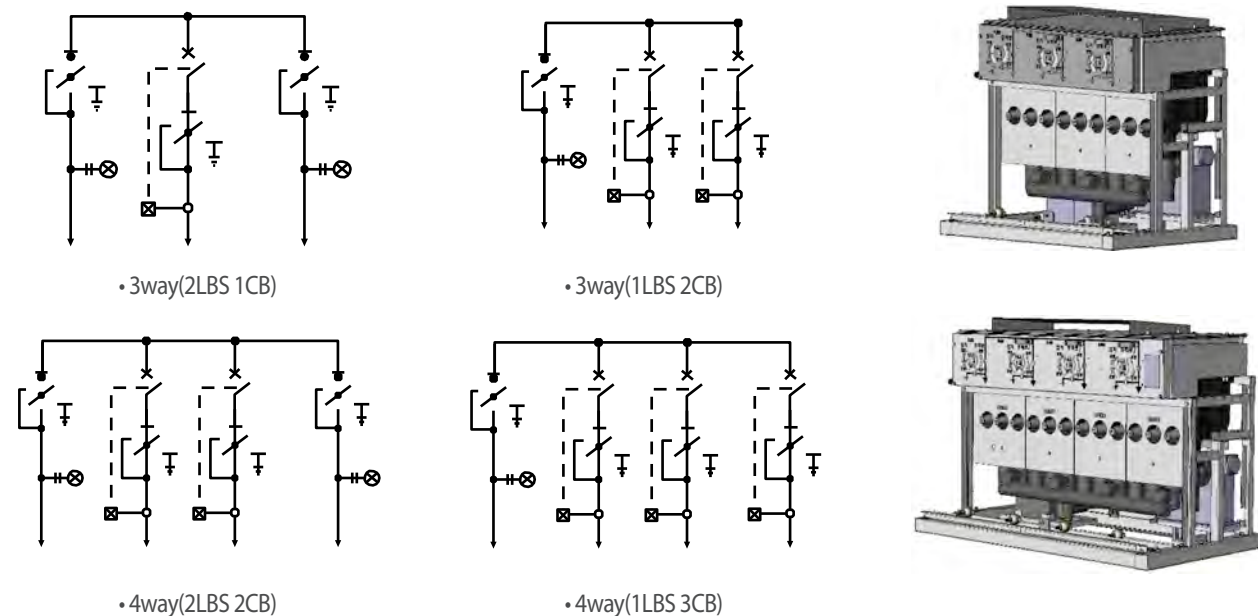 • 3way(2LBS 1CB)
• 3way(1LBS 2CB)
• 4way(2LBS 2CB)
• 4way(1LBS 3CB)